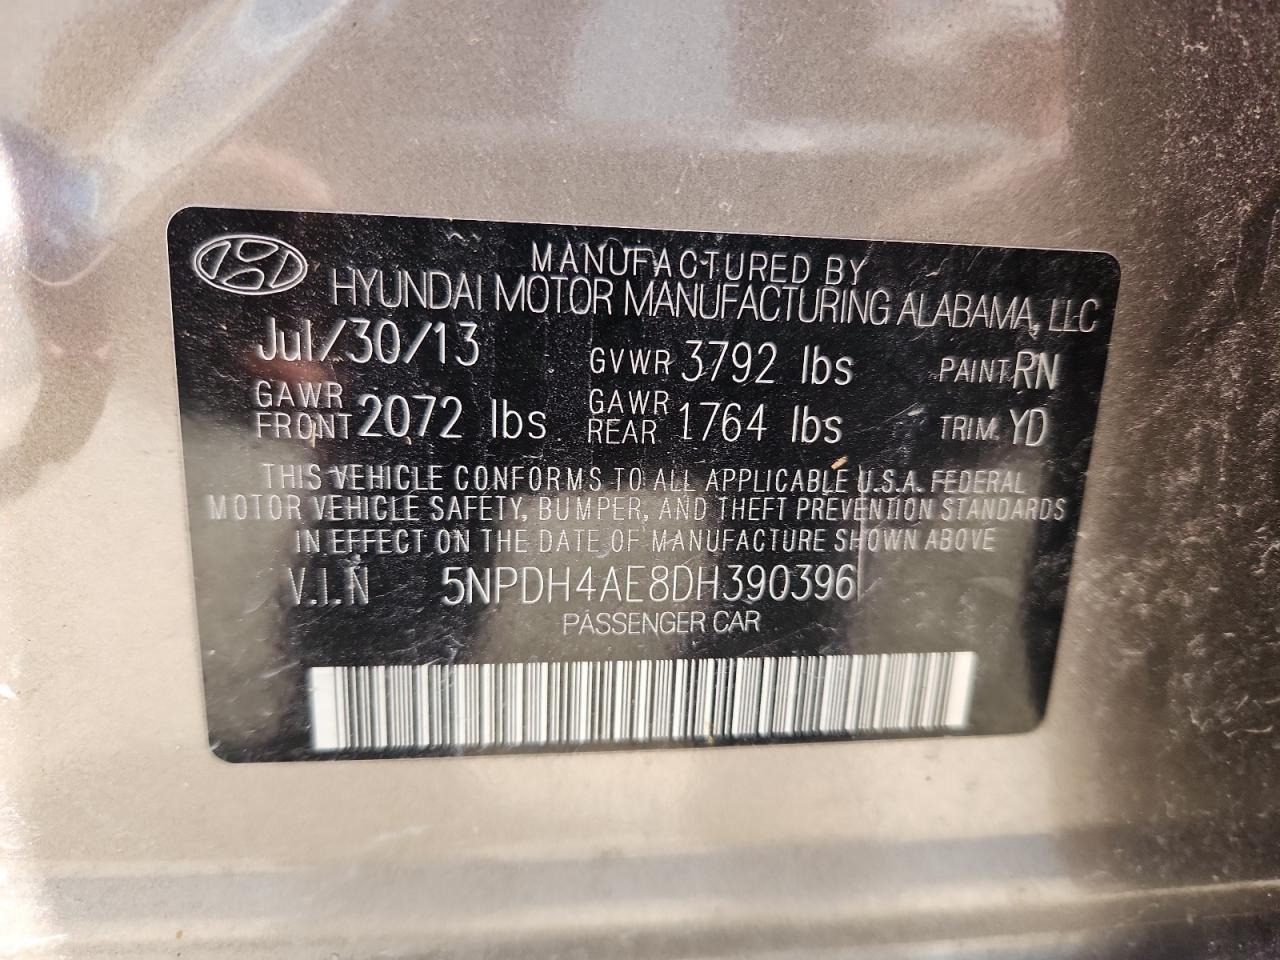 MANUFACTURED BY
HYUNDAI MOTOR MANUFACTURING ALABAMA, LLC
Jul/30/13 GVWR 3792 lbs PAINT RN
GAWR FRONT 2072 lbs GAWR REAR 1764 lbs TRIM. YD
THIS VEHICLE CONFORMS TO ALL APPLICABLE U.S.A. FEDERAL
MOTOR VEHICLE SAFETY, BUMPER, AND THEFT PREVENTION STANDARDS
IN EFFECT ON THE DATE OF MANUFACTURE SHOWN ABOVE
V.I.N 5NPDH4AE8DH390396
PASSENGER CAR